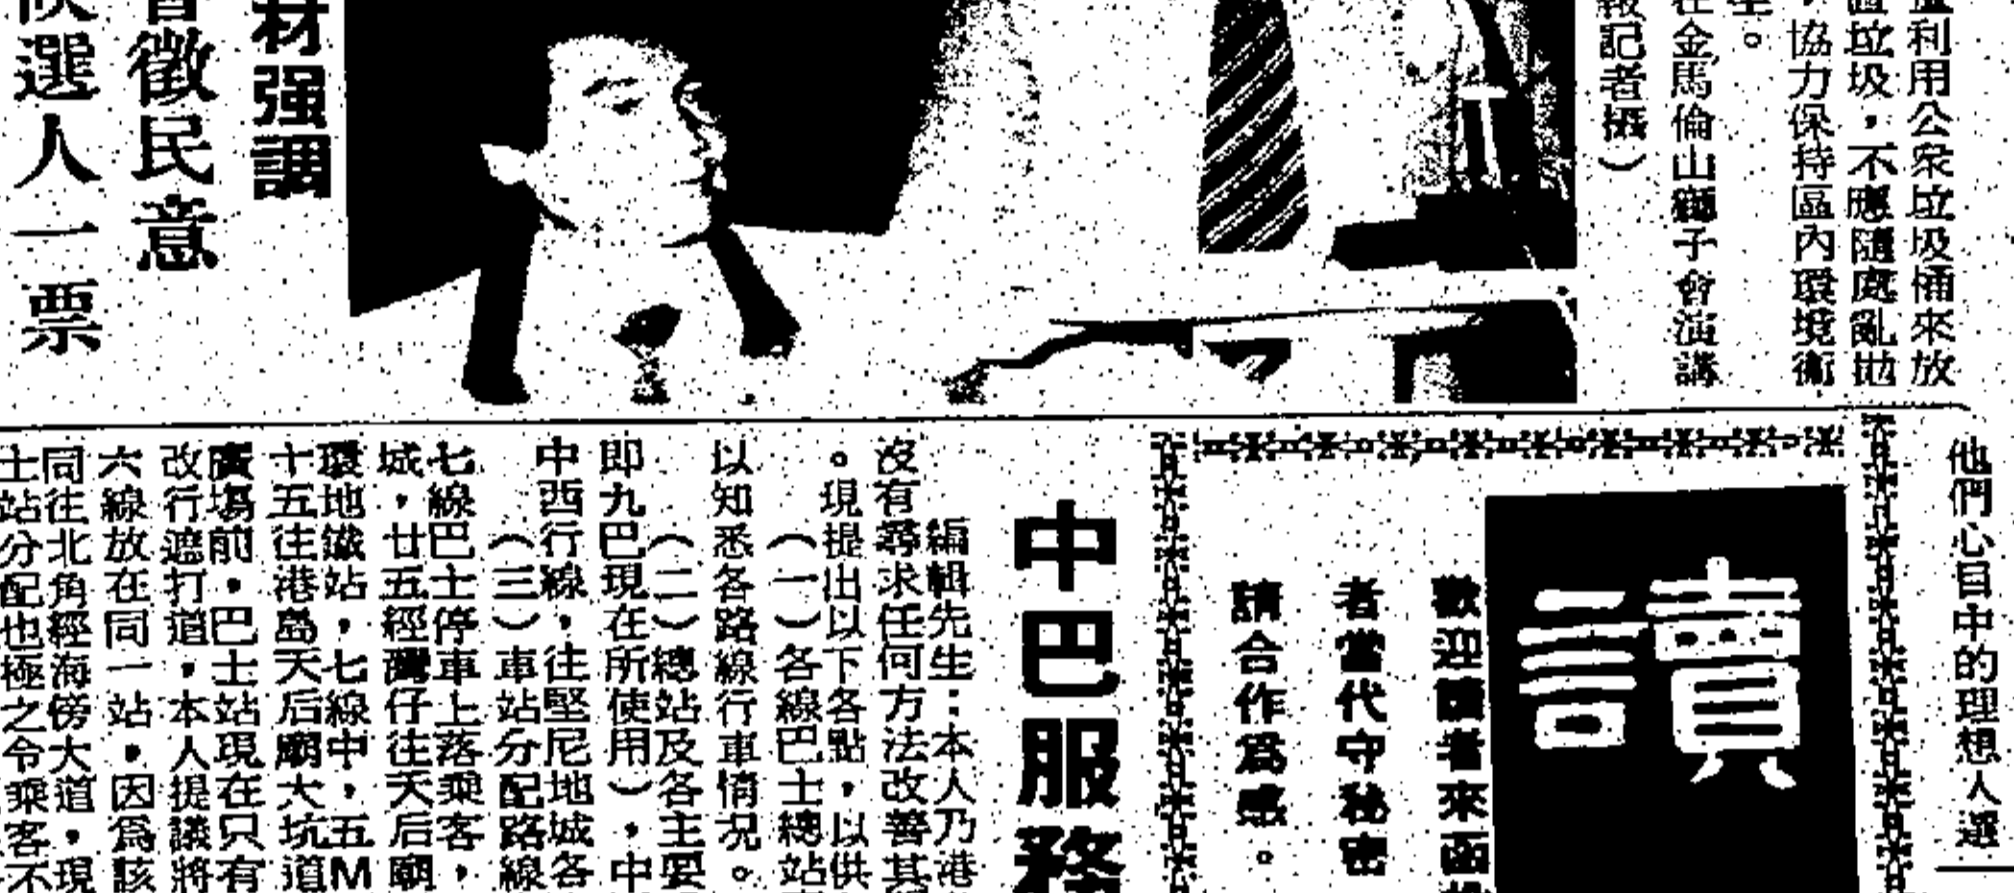 利用公衆垃圾桶來放
垃圾，不應隨處亂拋
，協力保持區內環境衞
。
在金馬倫山獅子會演講
報記者攝）
材强調
徵民意
候選人一票
他們心目中的理想人選
讀
歡迎讀者來函
者當代守秘密
請合作爲感。
中巴服務
編輯先生：本人乃港
沒有尋求任何方法改善其
。現提出以下各點，以供
（一）各線巴士總站
以知悉各路線行車情況。
（二）總站及各主要
即九巴現在所使用），中
中西行線，往堅尼地城各
（三）車站分配路線
七線巴士停車上落乘客，
城，廿五經灣仔往天后廟
環地鐵站，七線中，五M
十五往港島天后廟大坑道
廣場前，巴士站現在只有
改行遮打道，本人提議將
六線放在同一站，因爲該
同往北角經海傍大道，現
士站分配也極之令乘客不